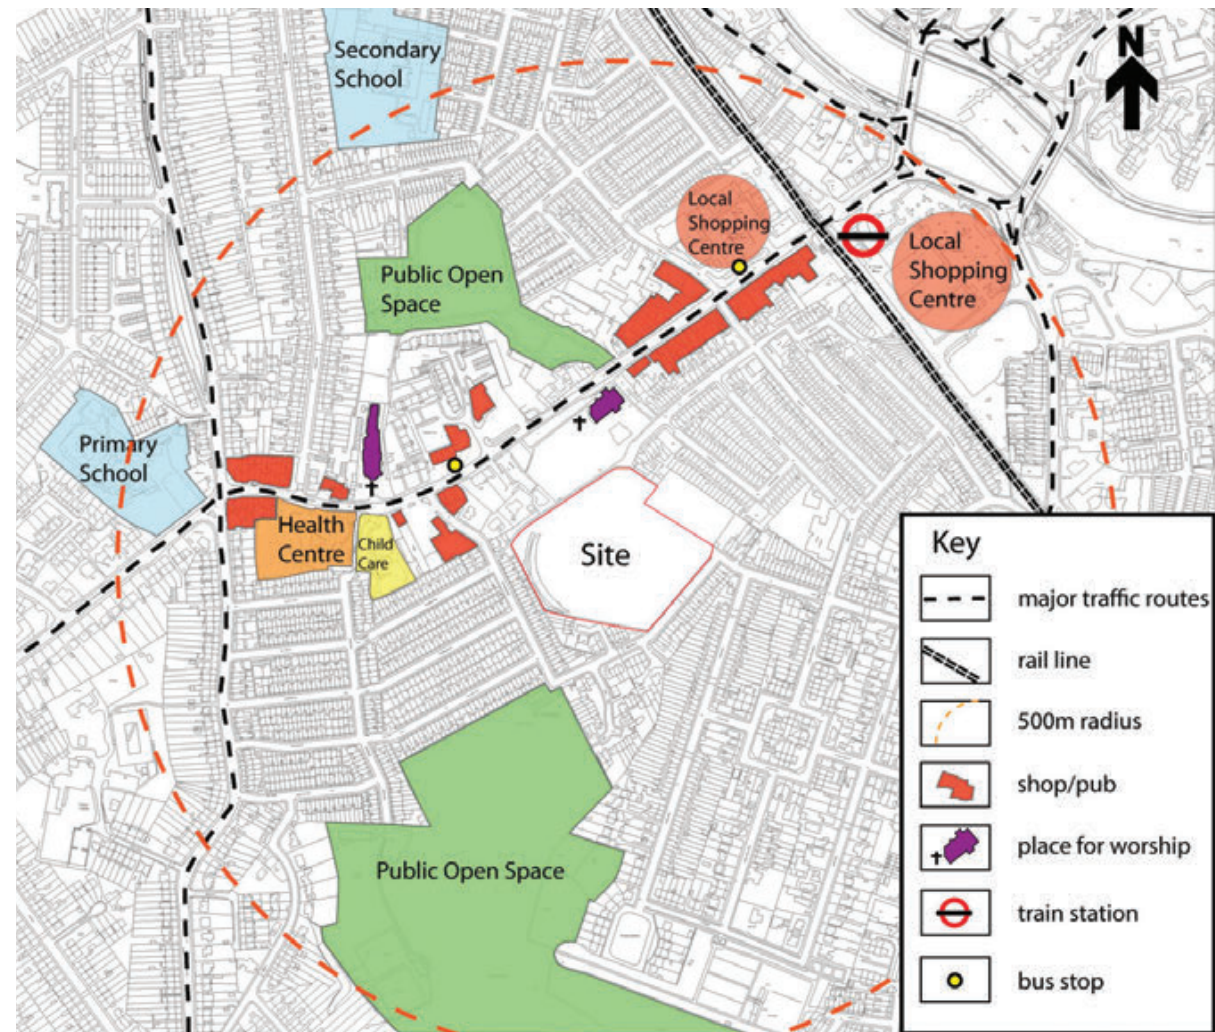 Secondary
School
N
Local
Shopping
Centre
Local
Shopping
Centre
Public Open
Space
Primary
School
Health
Centre
Child
Care
Site
Public Open Space
Key
major traffic routes
rail line
500m radius
shop/pub
place for worship
train station
bus stop